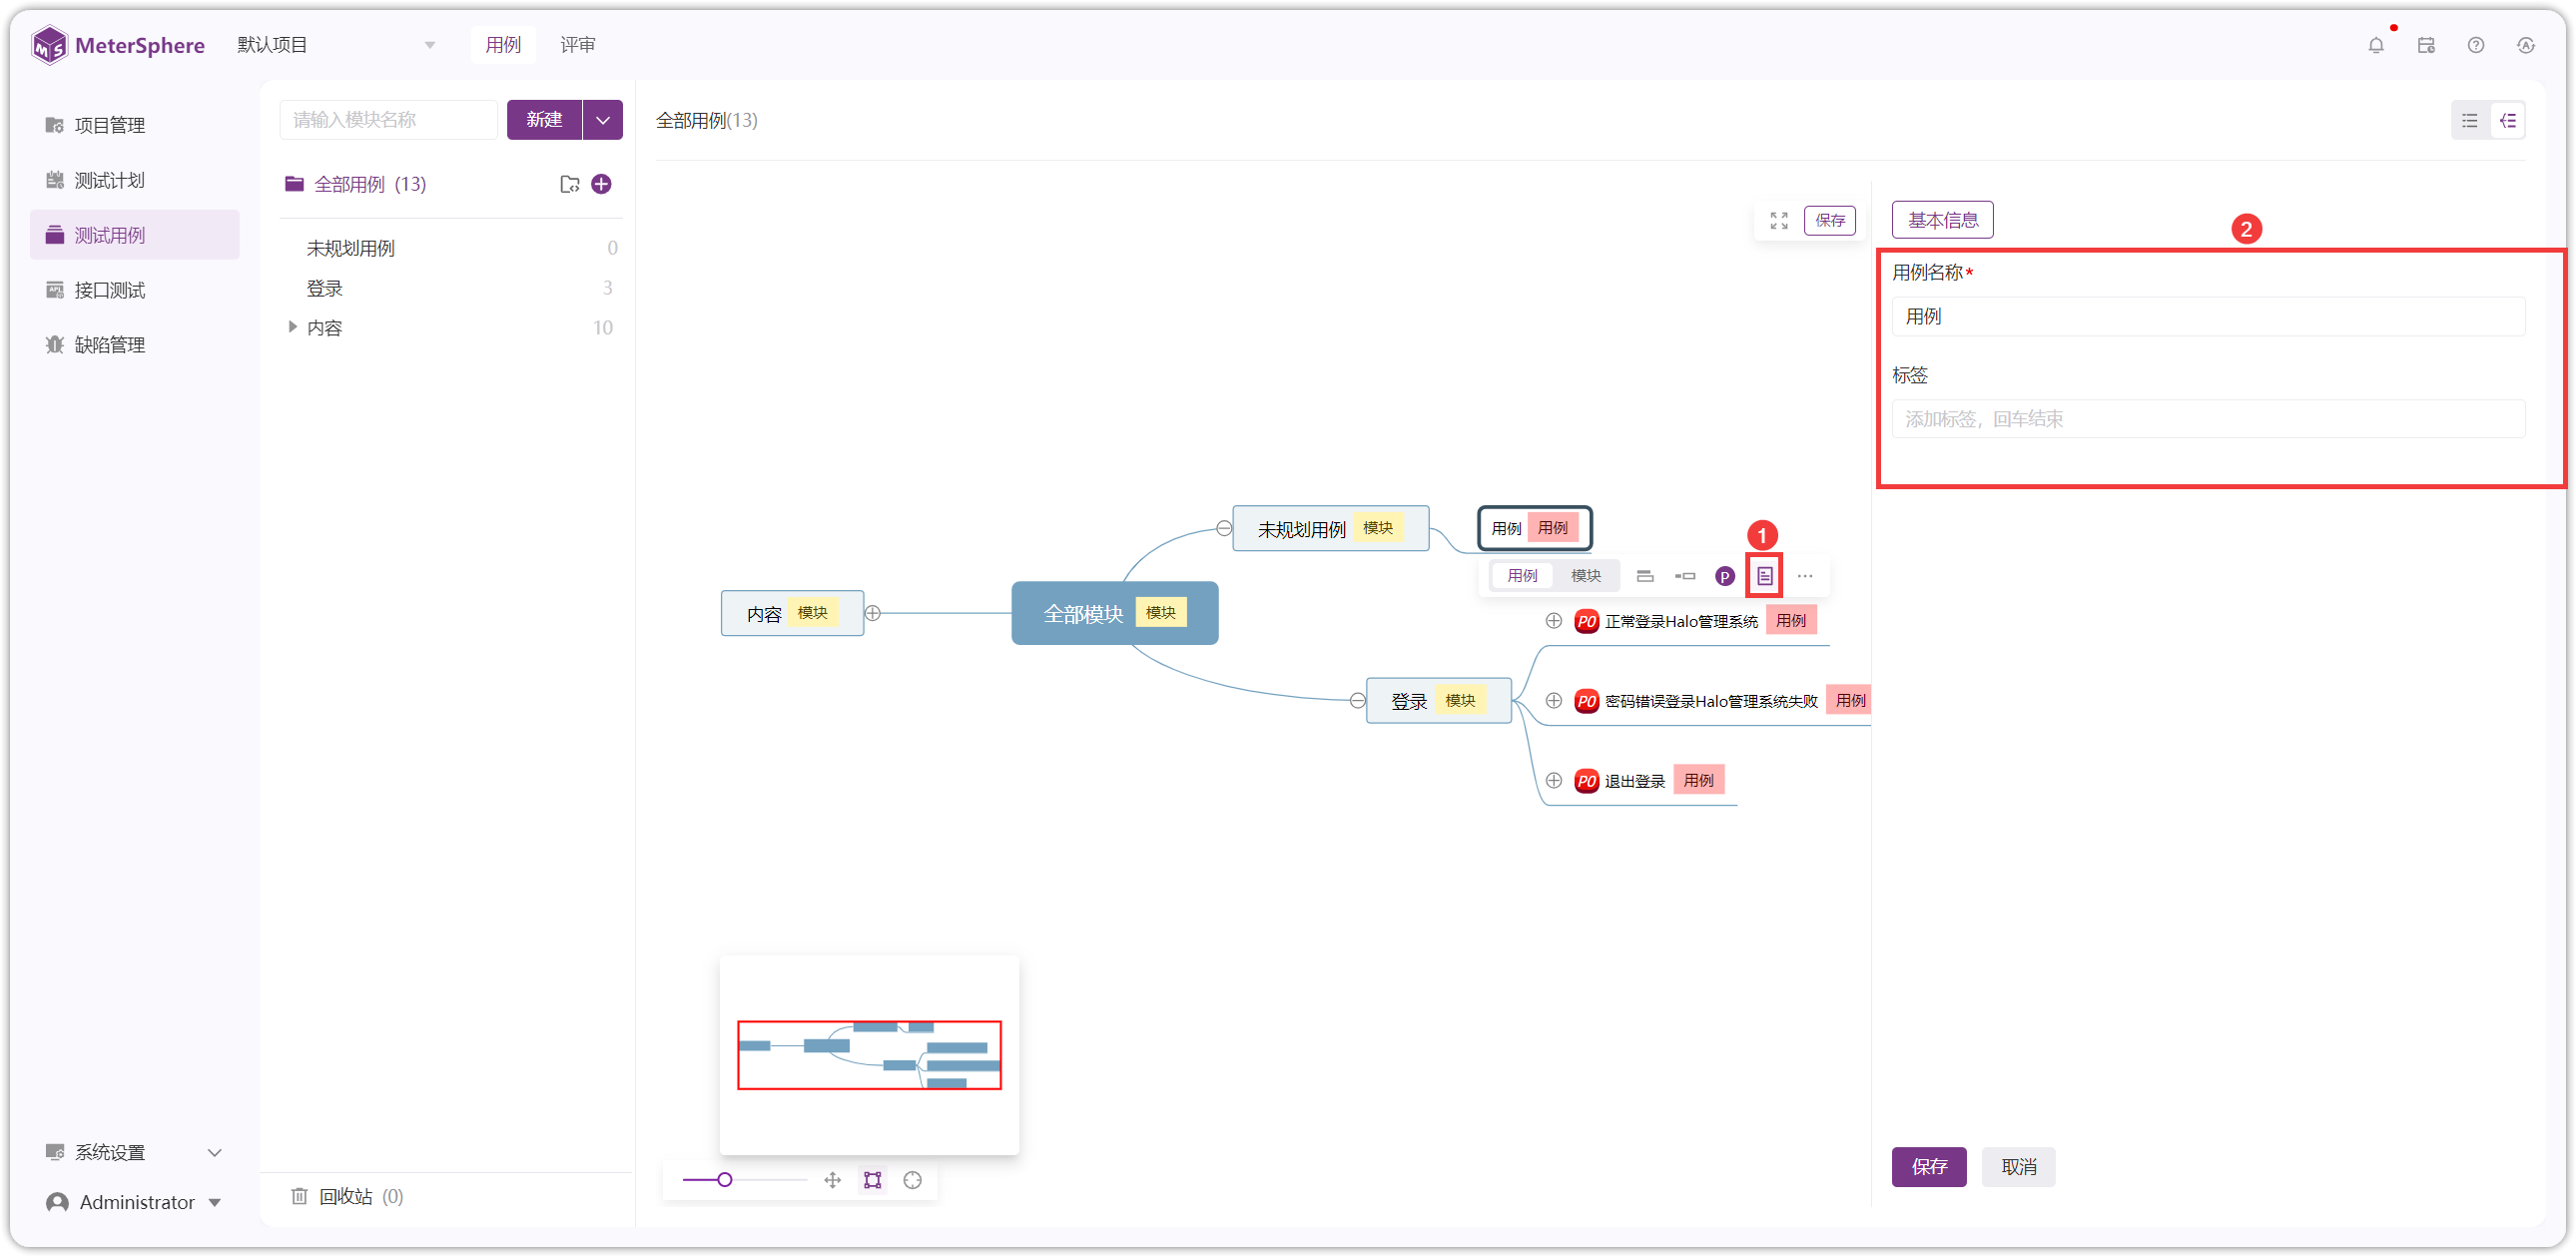 MeterSphere
默认项目
用例
评审
项目管理
测试计划
测试用例
接口测试
缺陷管理
系统设置
Administrator
请输入模块名称
新建
全部用例 (13)
未规划用例 0
登录 3
内容 10
回收站 (0)
全部用例(13)
保存
内容 模块
全部模块 模块
未规划用例 模块
用例 用例
1
用例 模块
P
P0 正常登录Halo管理系统 用例
登录 模块
P0 密码错误登录Halo管理系统失败 用例
P0 退出登录 用例
基本信息
2
用例名称*
用例
标签
添加标签，回车结束
保存
取消